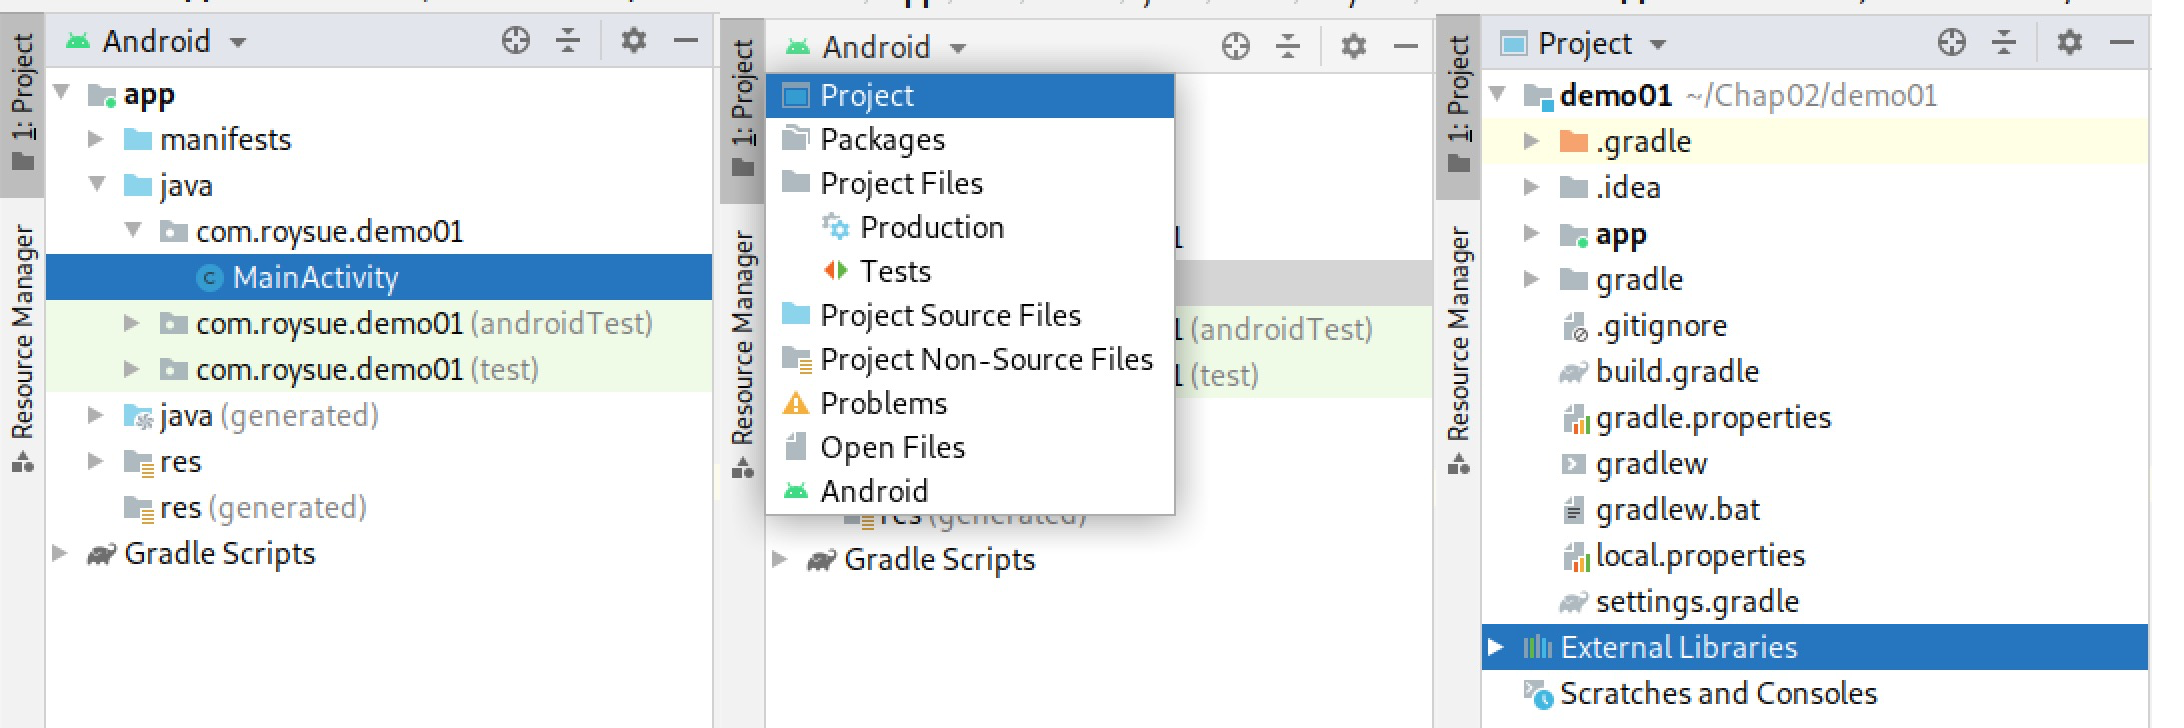 1: Project
Resource Manager
Android
app
manifests
java
com.roysue.demo01
MainActivity
com.roysue.demo01 (androidTest)
com.roysue.demo01 (test)
java (generated)
res
res (generated)
Gradle Scripts
1: Project
Resource Manager
Android
Project
Packages
Project Files
Production
Tests
Project Source Files
Project Non-Source Files
Problems
Open Files
Android
1
1 (androidTest)
1 (test)
res (generated)
Gradle Scripts
1: Project
Resource Manager
Project
demo01 ~/Chap02/demo01
.gradle
.idea
app
gradle
.gitignore
build.gradle
gradle.properties
gradlew
gradlew.bat
local.properties
settings.gradle
External Libraries
Scratches and Consoles